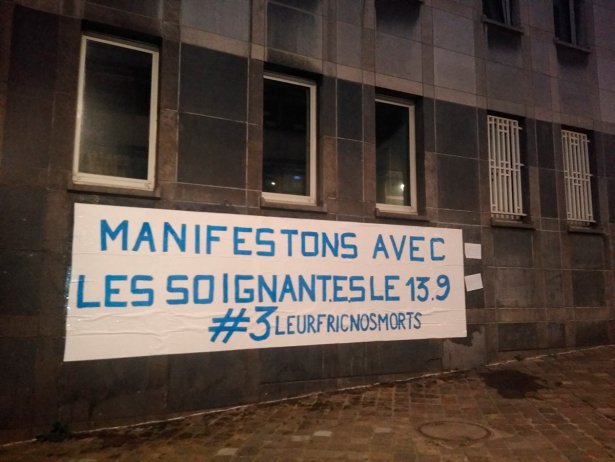 MANIFESTONS AVEC
LES SOIGNANT.ES LE 13.9
#3LEURFRICNOSMORTS